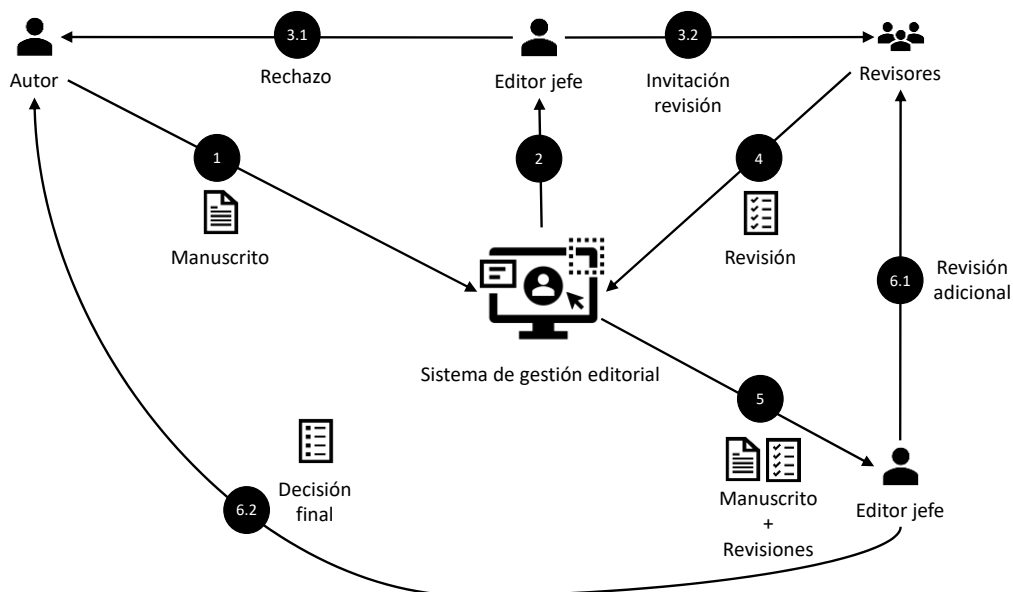 3.1
3.2
Autor
Rechazo
Editor jefe
Invitación
revisión
Revisores
1
2
4
Manuscrito
Revisión
6.1
Revisión
adicional
Sistema de gestión editorial
5
Decisión
final
6.2
Manuscrito
+
Revisiones
Editor jefe